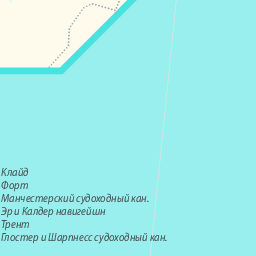 Клайд
Форт
Манчестерский судоходный кан.
Эр и Калдер навигейшн
Трент
Глостер и Шарпнесс судоходный кан.